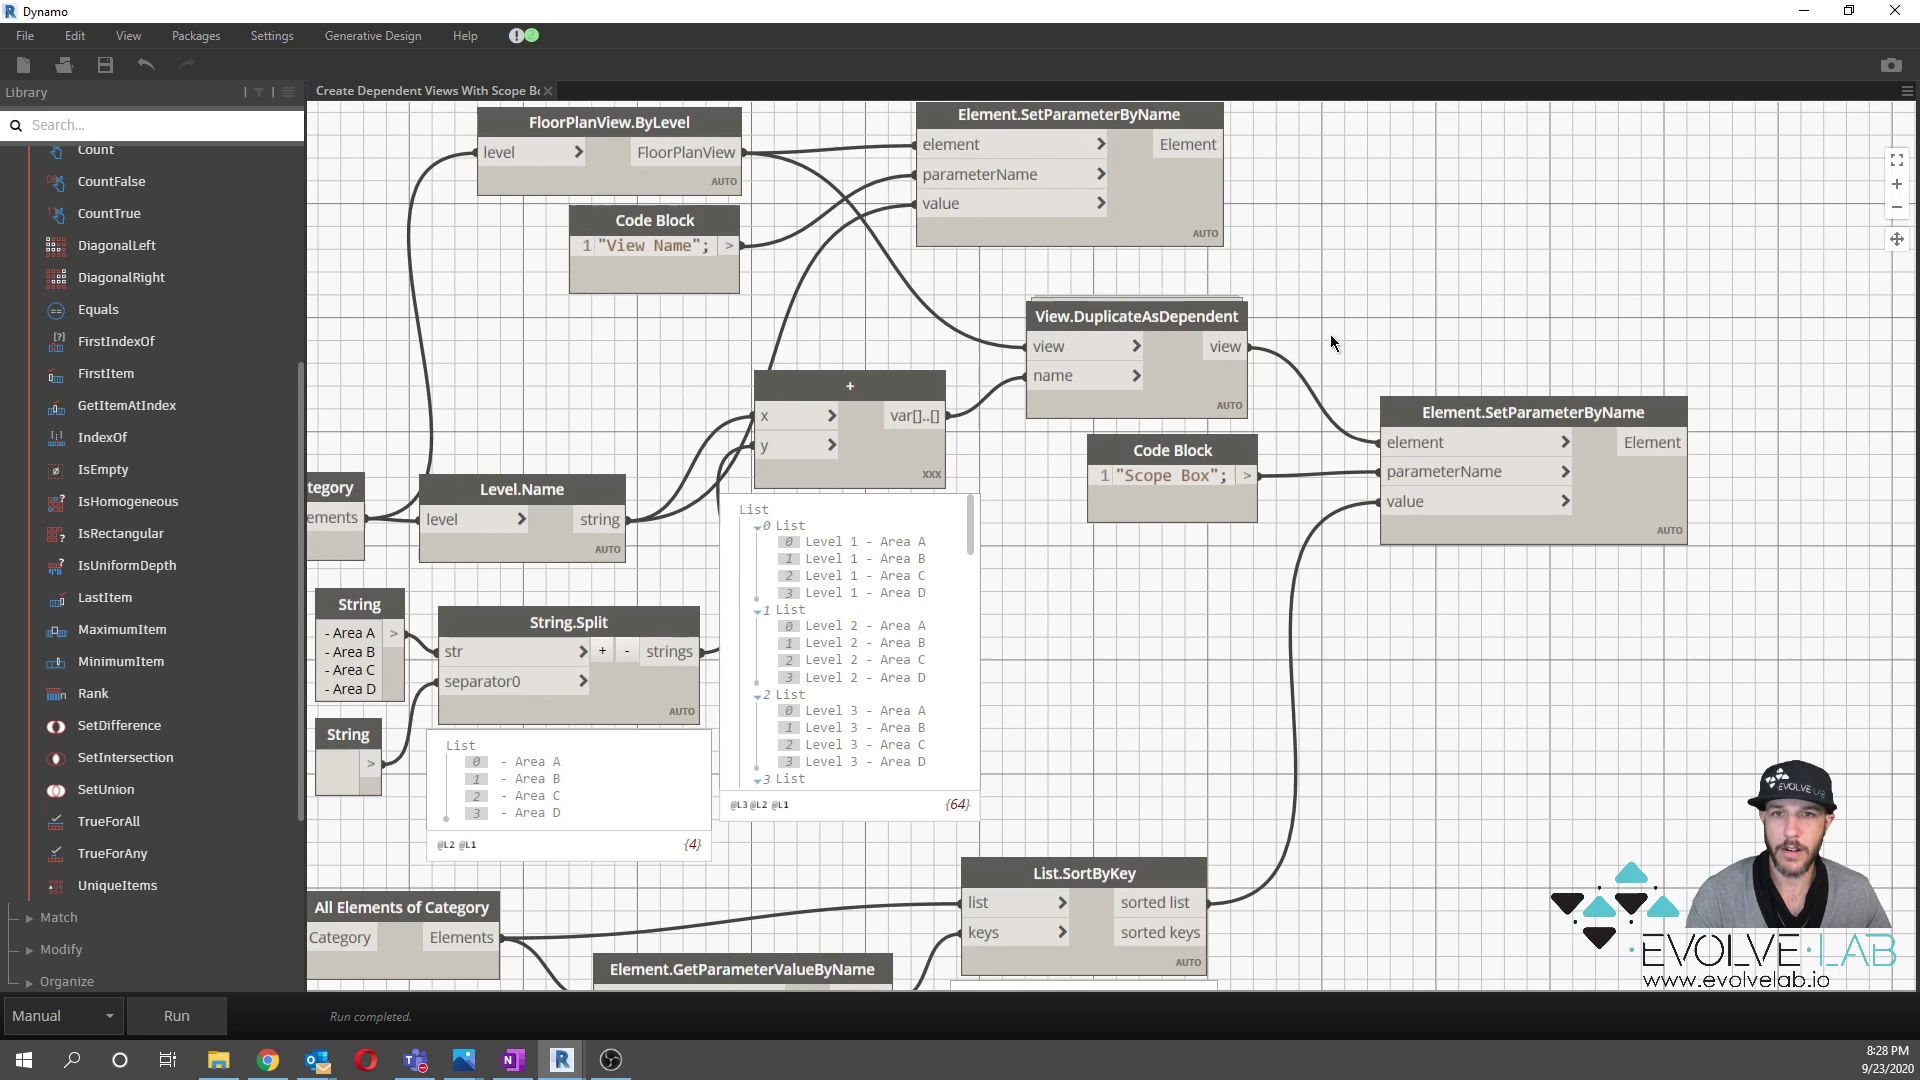 Dynamo
File Edit View Packages Settings Generative Design Help
Library
Create Dependent Views With Scope Bo
Search...
Count
CountFalse
CountTrue
DiagonalLeft
DiagonalRight
Equals
FirstIndexOf
FirstItem
GetItemAtIndex
IndexOf
IsEmpty
IsHomogeneous
IsRectangular
IsUniformDepth
LastItem
MaximumItem
MinimumItem
Rank
SetDifference
SetIntersection
SetUnion
TrueForAll
TrueForAny
UniqueItems
Match
Modify
Organize
FloorPlanView.ByLevel
level > FloorPlanView
AUTO
Code Block
1 "View Name"; >
Element.SetParameterByName
element > Element
parameterName >
value >
AUTO
View.DuplicateAsDependent
view > view
name >
AUTO
+
x > var[]..[]
y >
XXX
Code Block
1 "Scope Box"; >
Element.SetParameterByName
element > Element
parameterName >
value >
AUTO
tegory
ements
Level.Name
level > string
AUTO
String
- Area A >
- Area B
- Area C
- Area D
String.Split
str > + - strings
separator0 >
AUTO
String
>
List
0 - Area A
1 - Area B
2 - Area C
3 - Area D
@L2 @L1 {4}
List
0 List
0 Level 1 - Area A
1 Level 1 - Area B
2 Level 1 - Area C
3 Level 1 - Area D
1 List
0 Level 2 - Area A
1 Level 2 - Area B
2 Level 2 - Area C
3 Level 2 - Area D
2 List
0 Level 3 - Area A
1 Level 3 - Area B
2 Level 3 - Area C
3 Level 3 - Area D
3 List
@L3 @L2 @L1 {64}
All Elements of Category
Category Elements
Element.GetParameterValueByName
List.SortByKey
list > sorted list
keys > sorted keys
AUTO
EVOLVE LAB
EVOLVE LAB
www.evolvelab.io
Manual Run Run completed.
8:28 PM
9/23/2020